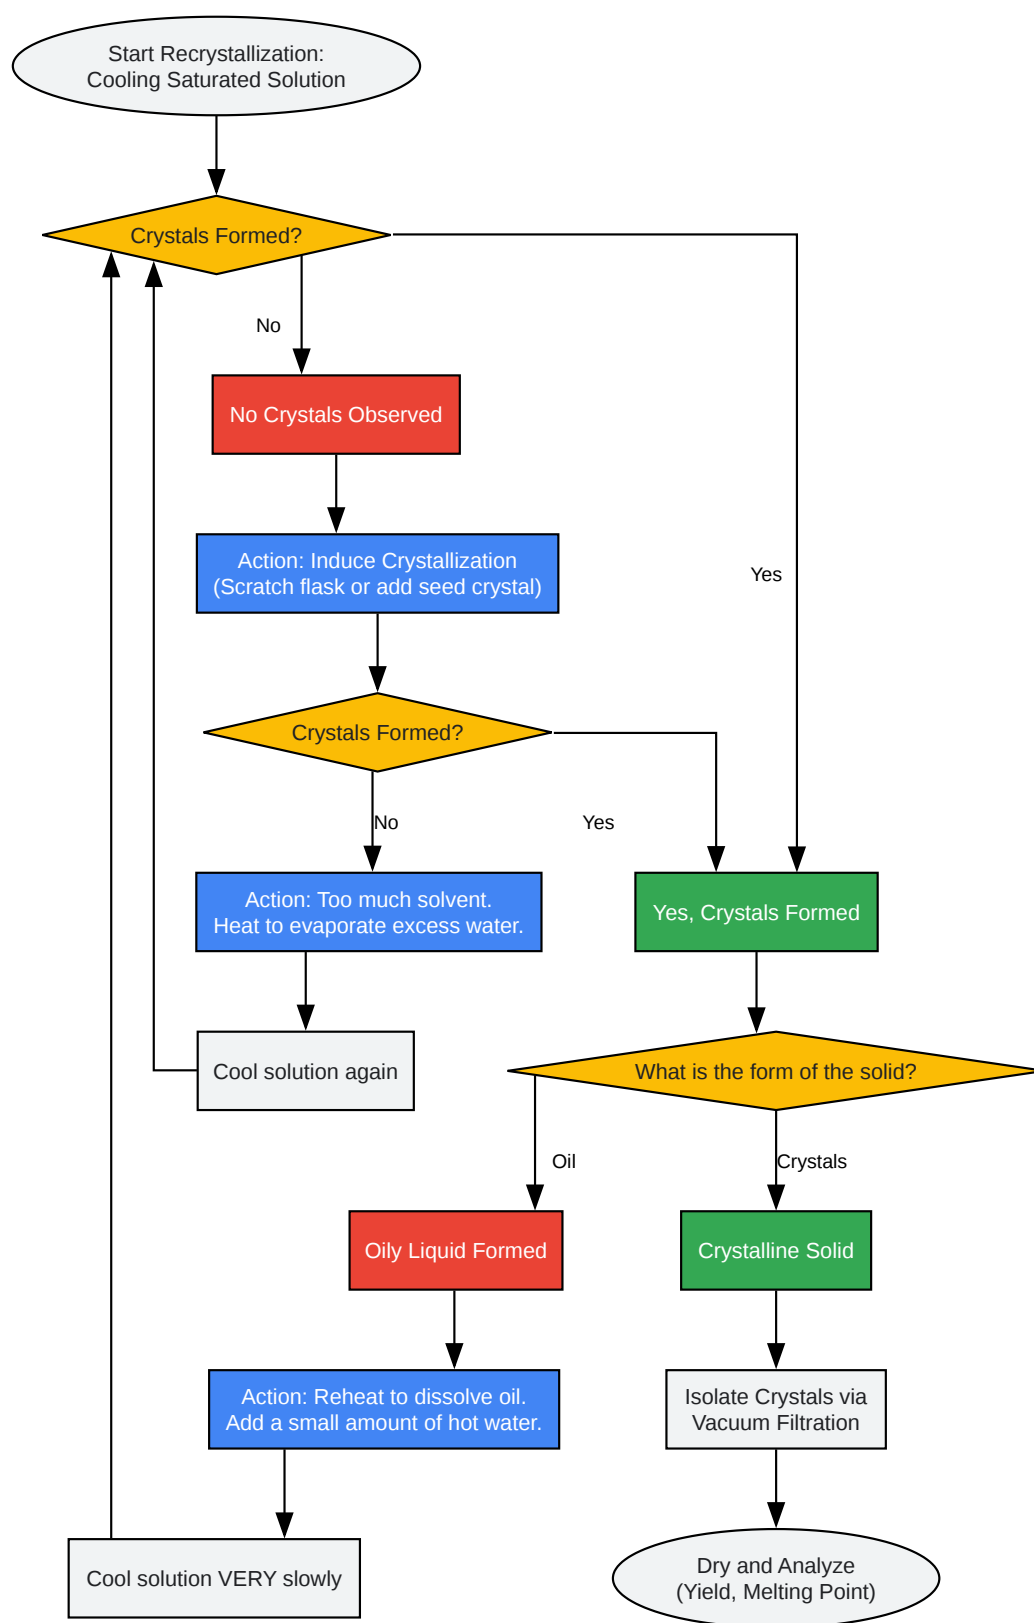 Start Recrystallization:
Cooling Saturated Solution
Crystals Formed?
No
No Crystals Observed
Action: Induce Crystallization
(Scratch flask or add seed crystal)
Yes
Crystals Formed?
No
Yes
Action: Too much solvent.
Heat to evaporate excess water.
Yes, Crystals Formed
Cool solution again
What is the form of the solid?
Oil
Crystals
Oily Liquid Formed
Crystalline Solid
Action: Reheat to dissolve oil.
Add a small amount of hot water.
Isolate Crystals via
Vacuum Filtration
Cool solution VERY slowly
Dry and Analyze
(Yield, Melting Point)